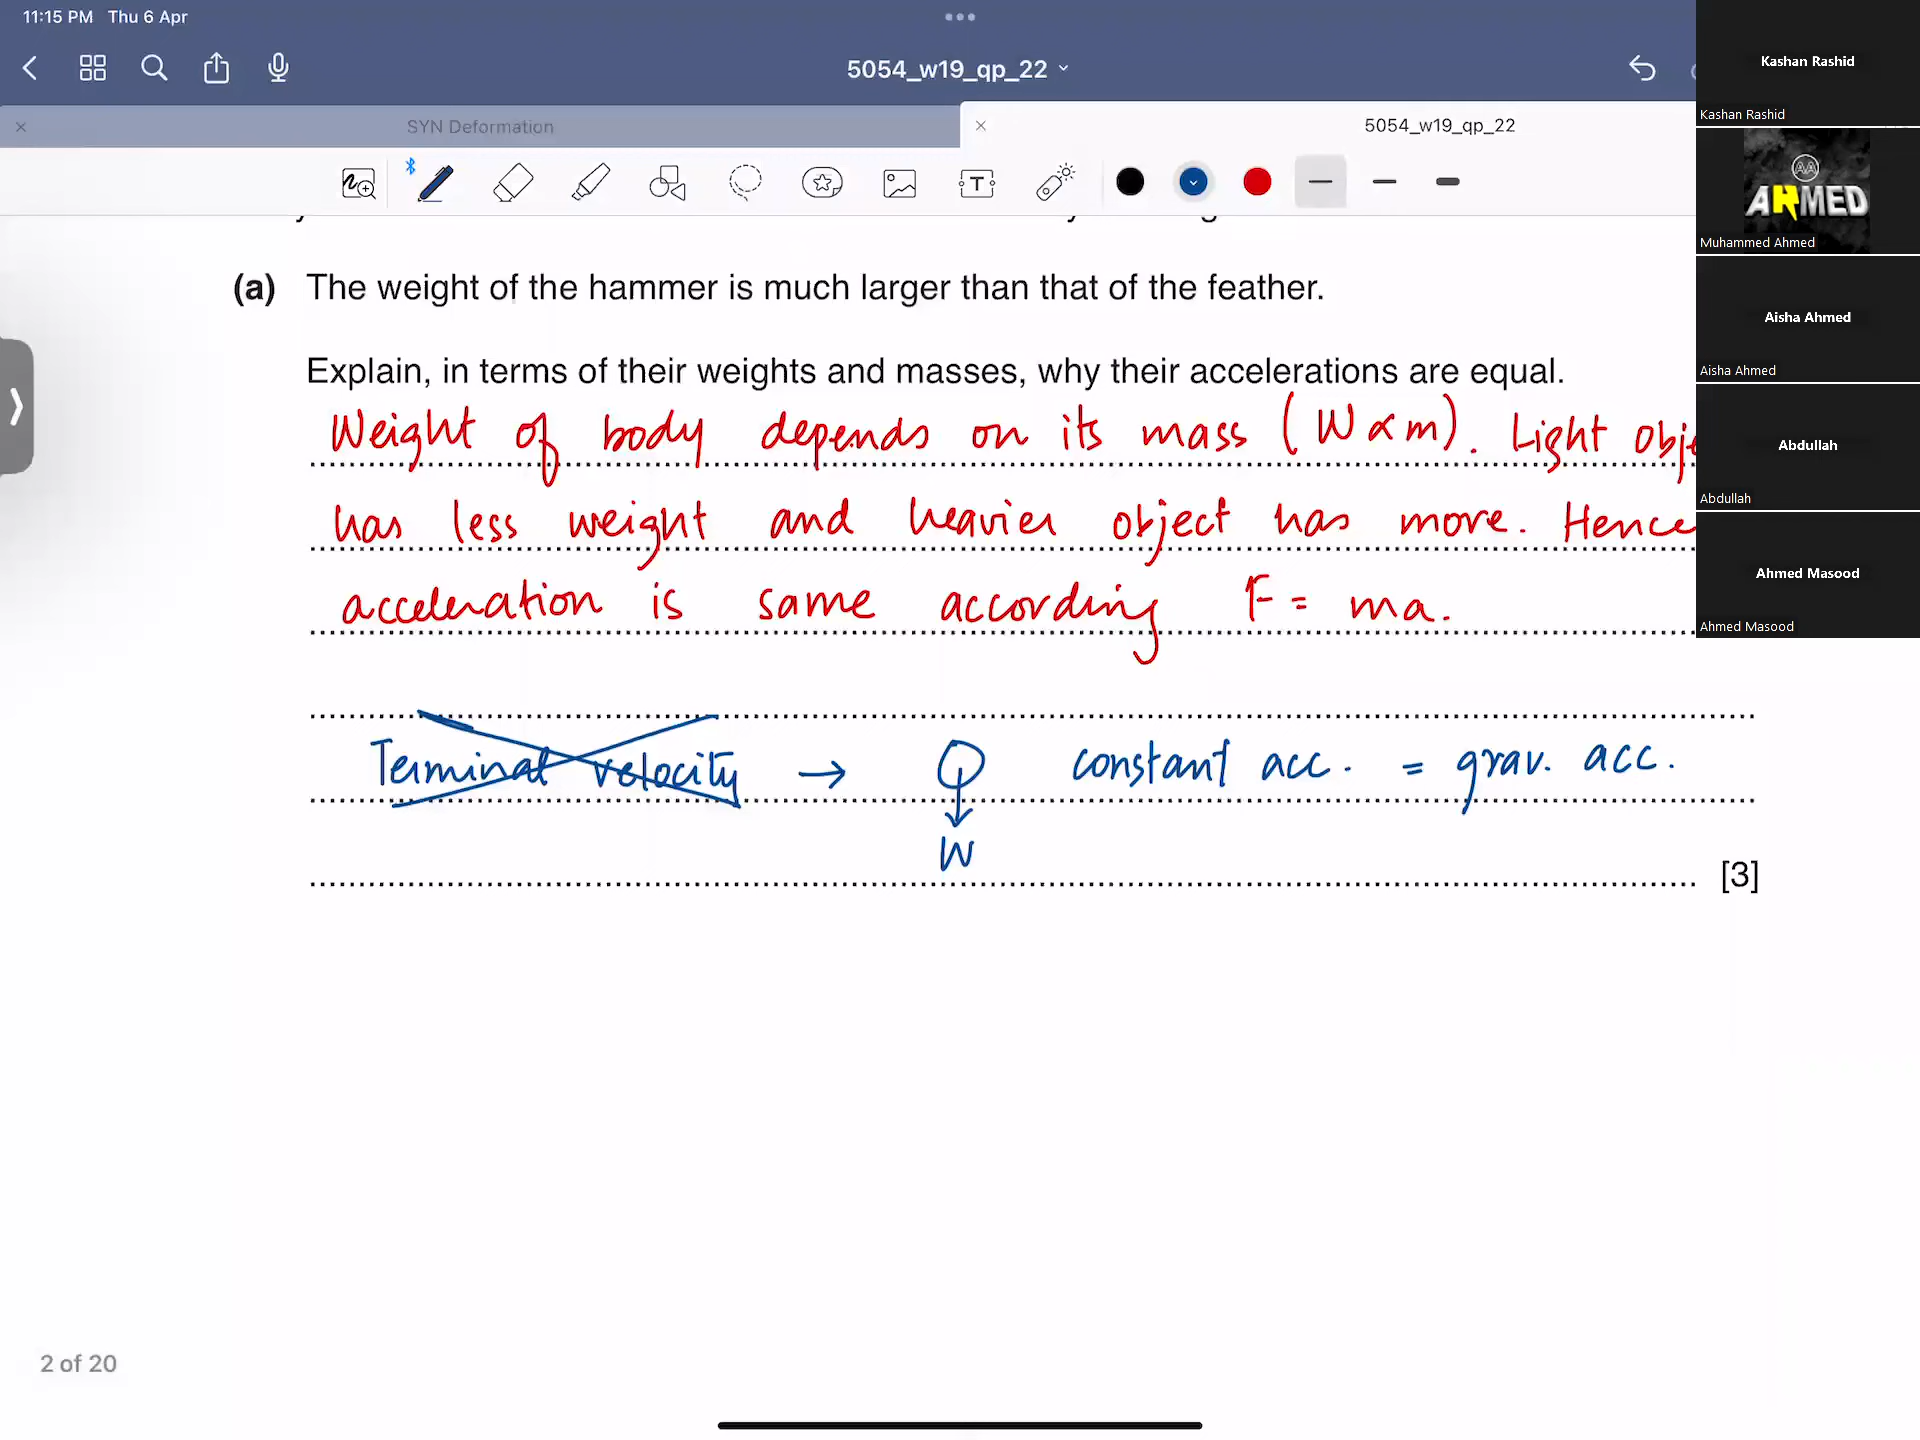 11:15 PM Thu 6 Apr
5054_w19_qp_22
SYN Deformation
5054_w19_qp_22
(a) The weight of the hammer is much larger than that of the feather.
Explain, in terms of their weights and masses, why their accelerations are equal.
Weight of body depends on its mass (W ∝ m). Light obj
has less weight and heavier object has more. Hence
acceleration is same according F = ma.
Terminal velocity → constant acc. = grav. acc.
W
[3]
2 of 20
Kashan Rashid
Kashan Rashid
AA
AHMED
Muhammed Ahmed
Aisha Ahmed
Aisha Ahmed
Abdullah
Abdullah
Ahmed Masood
Ahmed Masood